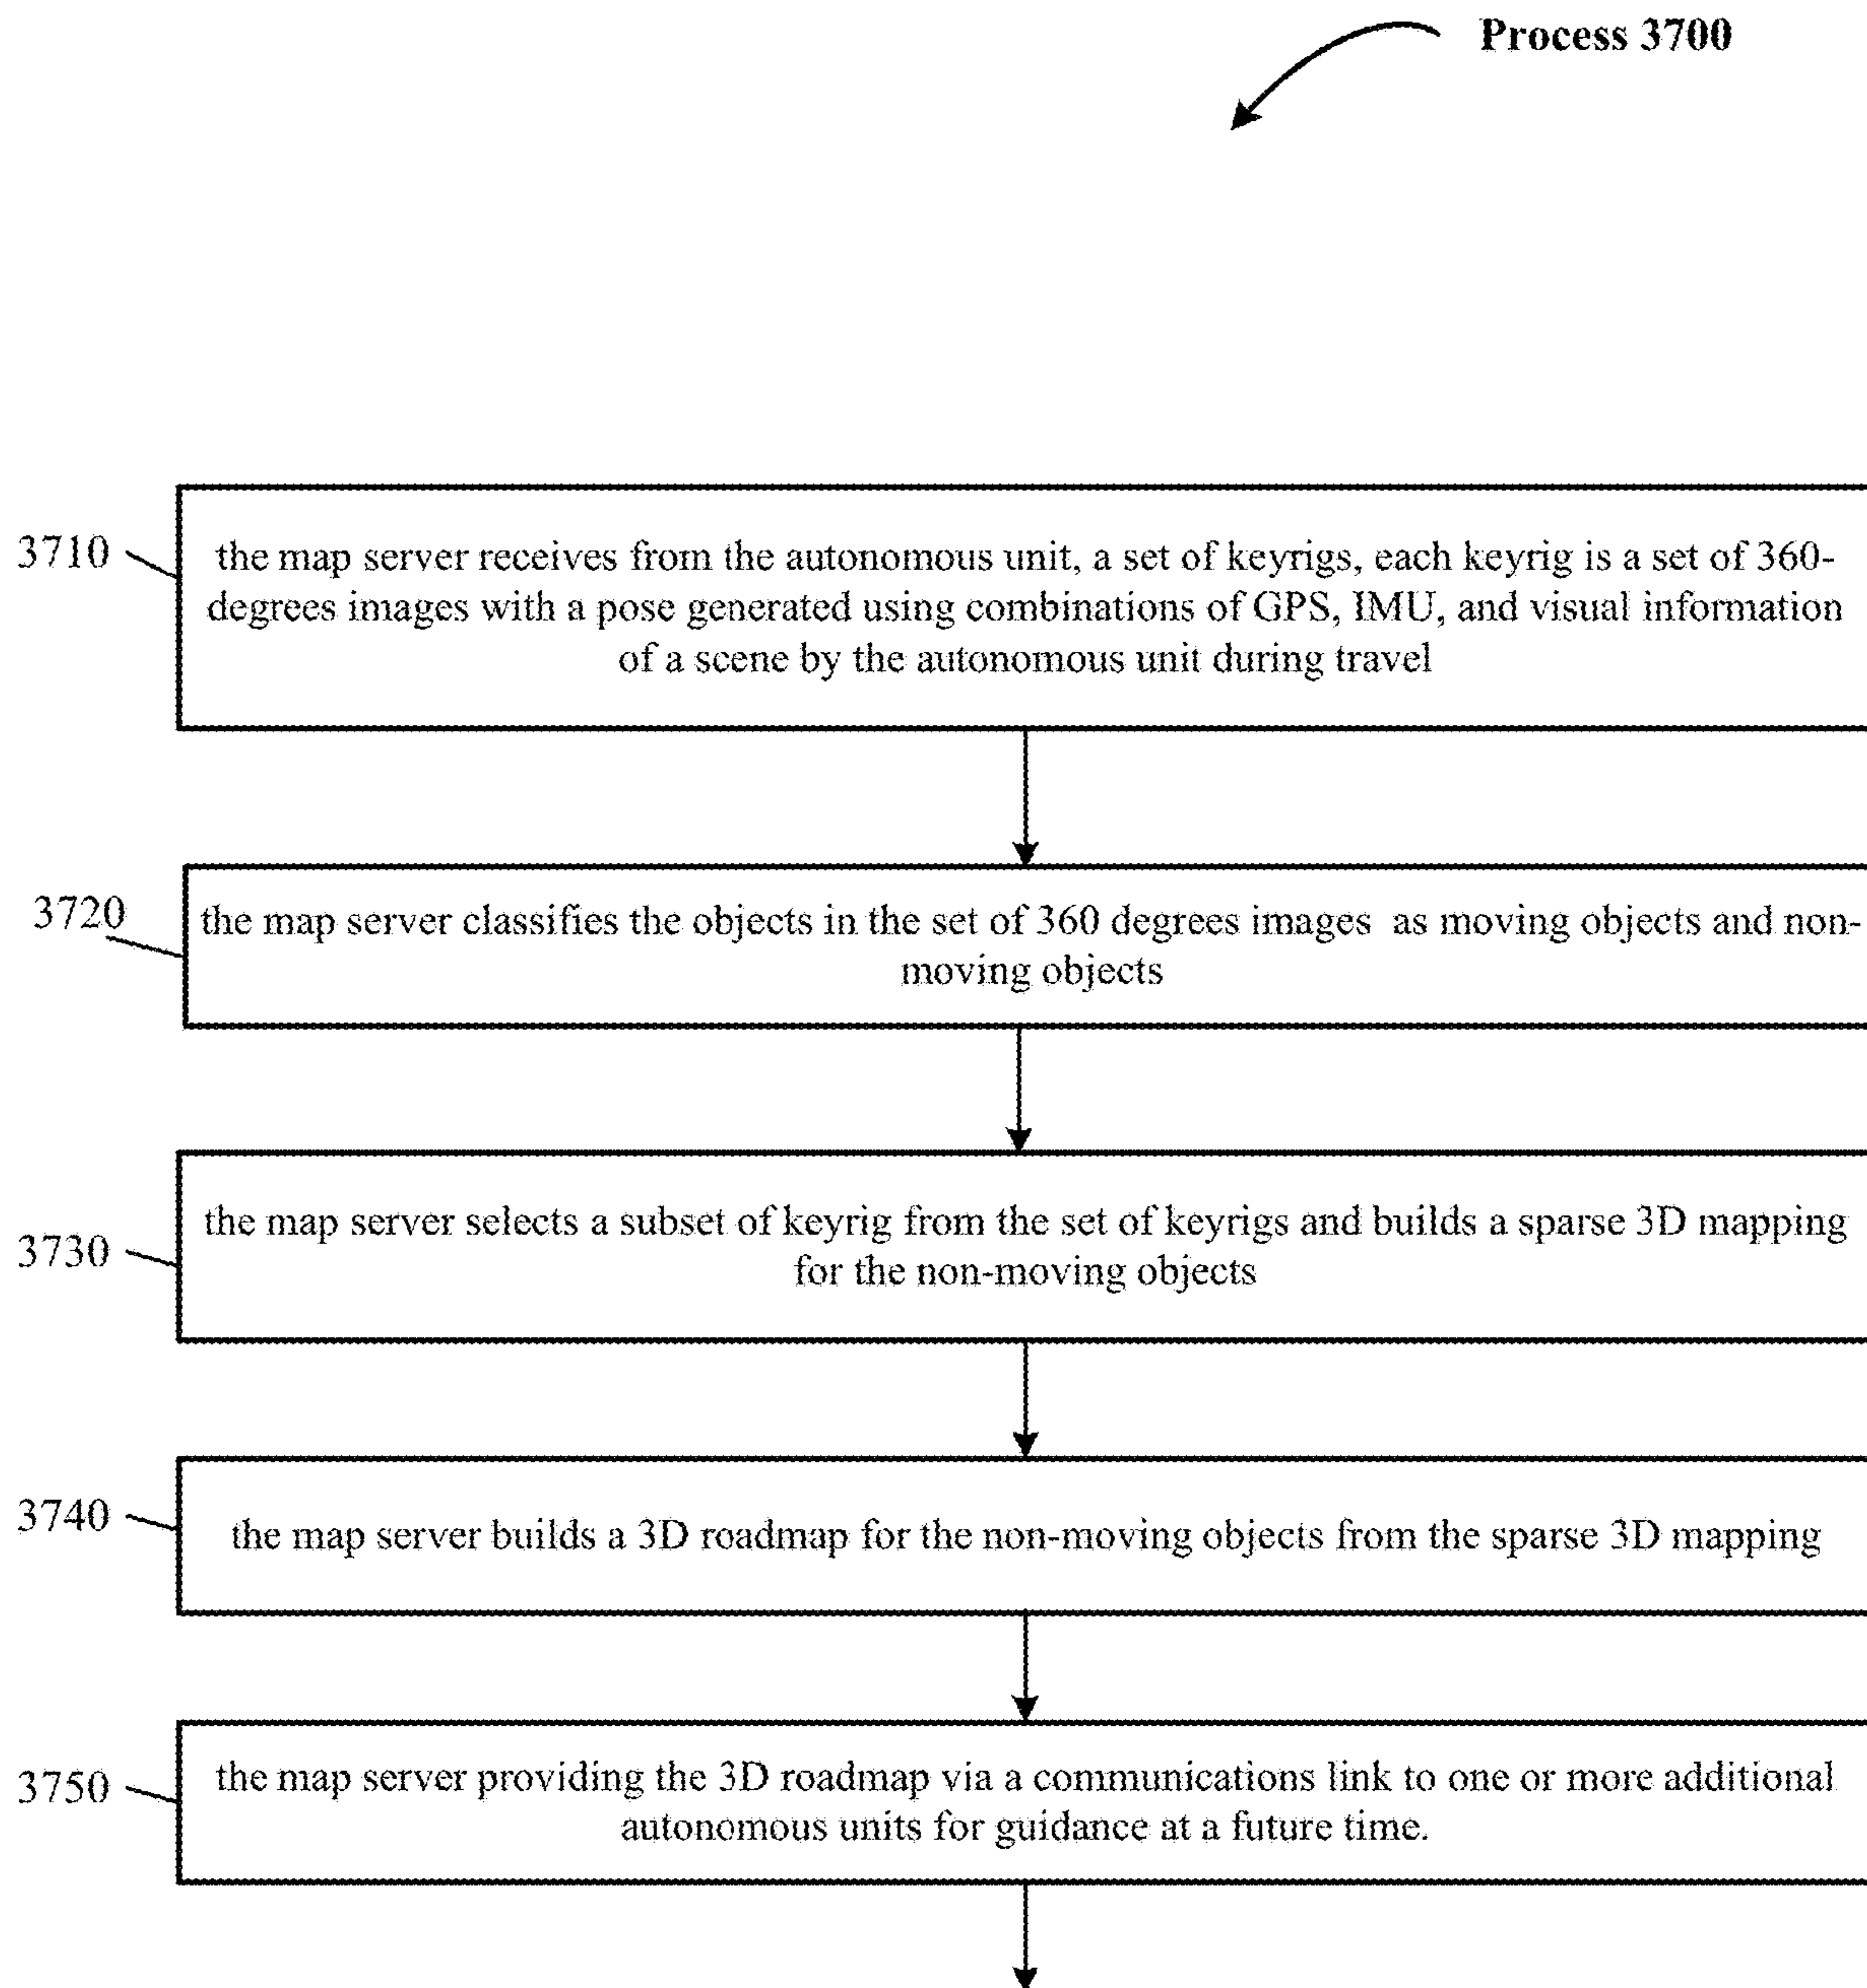 Process 3700
3710
the map server receives from the autonomous unit, a set of keyrigs, each keyrig is a set of 360-
degrees images with a pose generated using combinations of GPS, IMU, and visual information
of a scene by the autonomous unit during travel
3720
the map server classifies the objects in the set of 360 degrees images as moving objects and non-
moving objects
3730
the map server selects a subset of keyrig from the set of keyrigs and builds a sparse 3D mapping
for the non-moving objects
3740
the map server builds a 3D roadmap for the non-moving objects from the sparse 3D mapping
3750
the map server providing the 3D roadmap via a communications link to one or more additional
autonomous units for guidance at a future time.